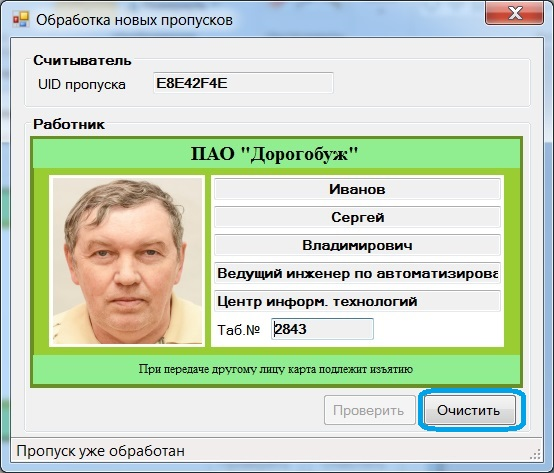 Обработка новых пропусков
Считыватель
UID пропуска E8E42F4E
Работник
ПАО "Дорогобуж"
Иванов
Сергей
Владимирович
Ведущий инженер по автоматизирова
Центр информ. технологий
Таб.№ 2843
При передаче другому лицу карта подлежит изъятию
Проверить Очистить
Пропуск уже обработан